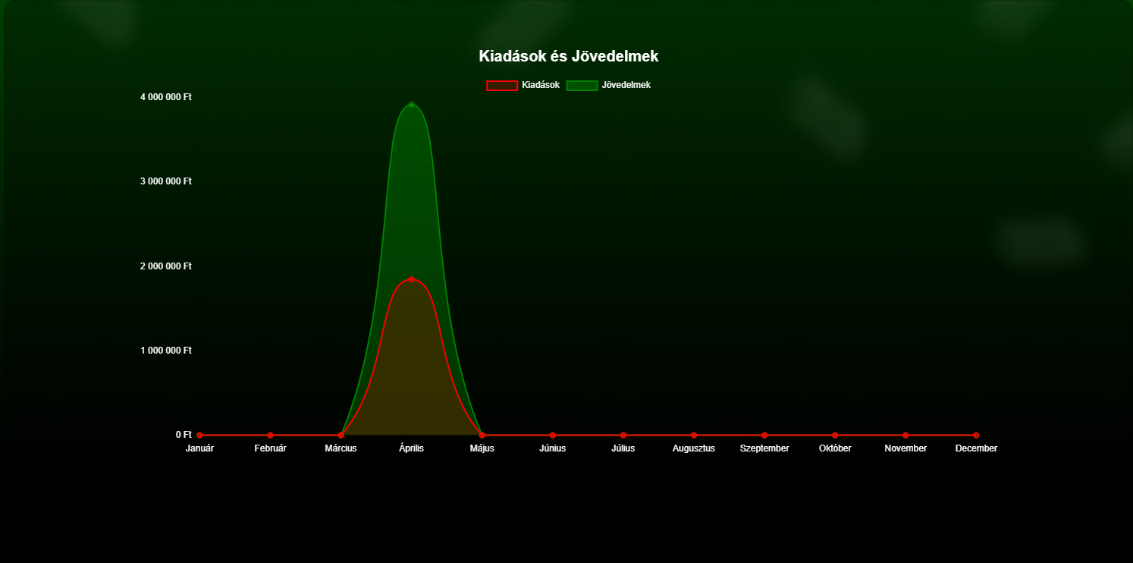 Kiadások és Jövedelmek
Kiadások Jövedelmek
4 000 000 Ft
3 000 000 Ft
2 000 000 Ft
1 000 000 Ft
0 Ft
Január Február Március Április Május Június Július Augusztus Szeptember Október November December